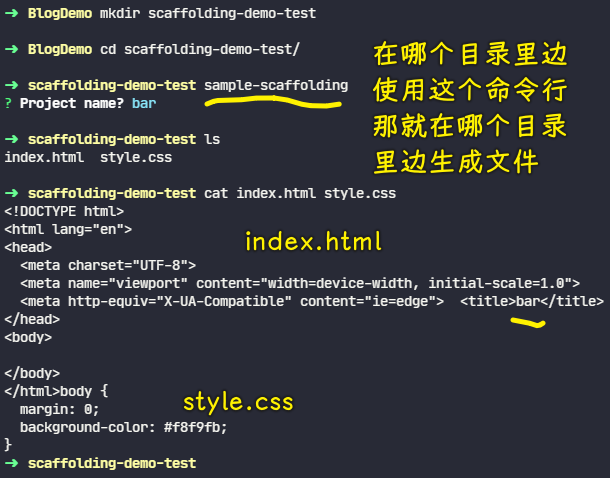 ➜ BlogDemo mkdir scaffolding-demo-test
➜ BlogDemo cd scaffolding-demo-test/
➜ scaffolding-demo-test sample-scaffolding
? Project name? bar
在哪个目录里边
使用这个命令行
那就在哪个目录
里边生成文件
➜ scaffolding-demo-test ls
index.html  style.css
➜ scaffolding-demo-test cat index.html style.css
<!DOCTYPE html>
<html lang="en">
<head>
index.html
  <meta charset="UTF-8">
  <meta name="viewport" content="width=device-width, initial-scale=1.0">
  <meta http-equiv="X-UA-Compatible" content="ie=edge">  <title>bar</title>
</head>
<body>
</body>
</html>body {
style.css
  margin: 0;
  background-color: #f8f9fb;
}
➜ scaffolding-demo-test